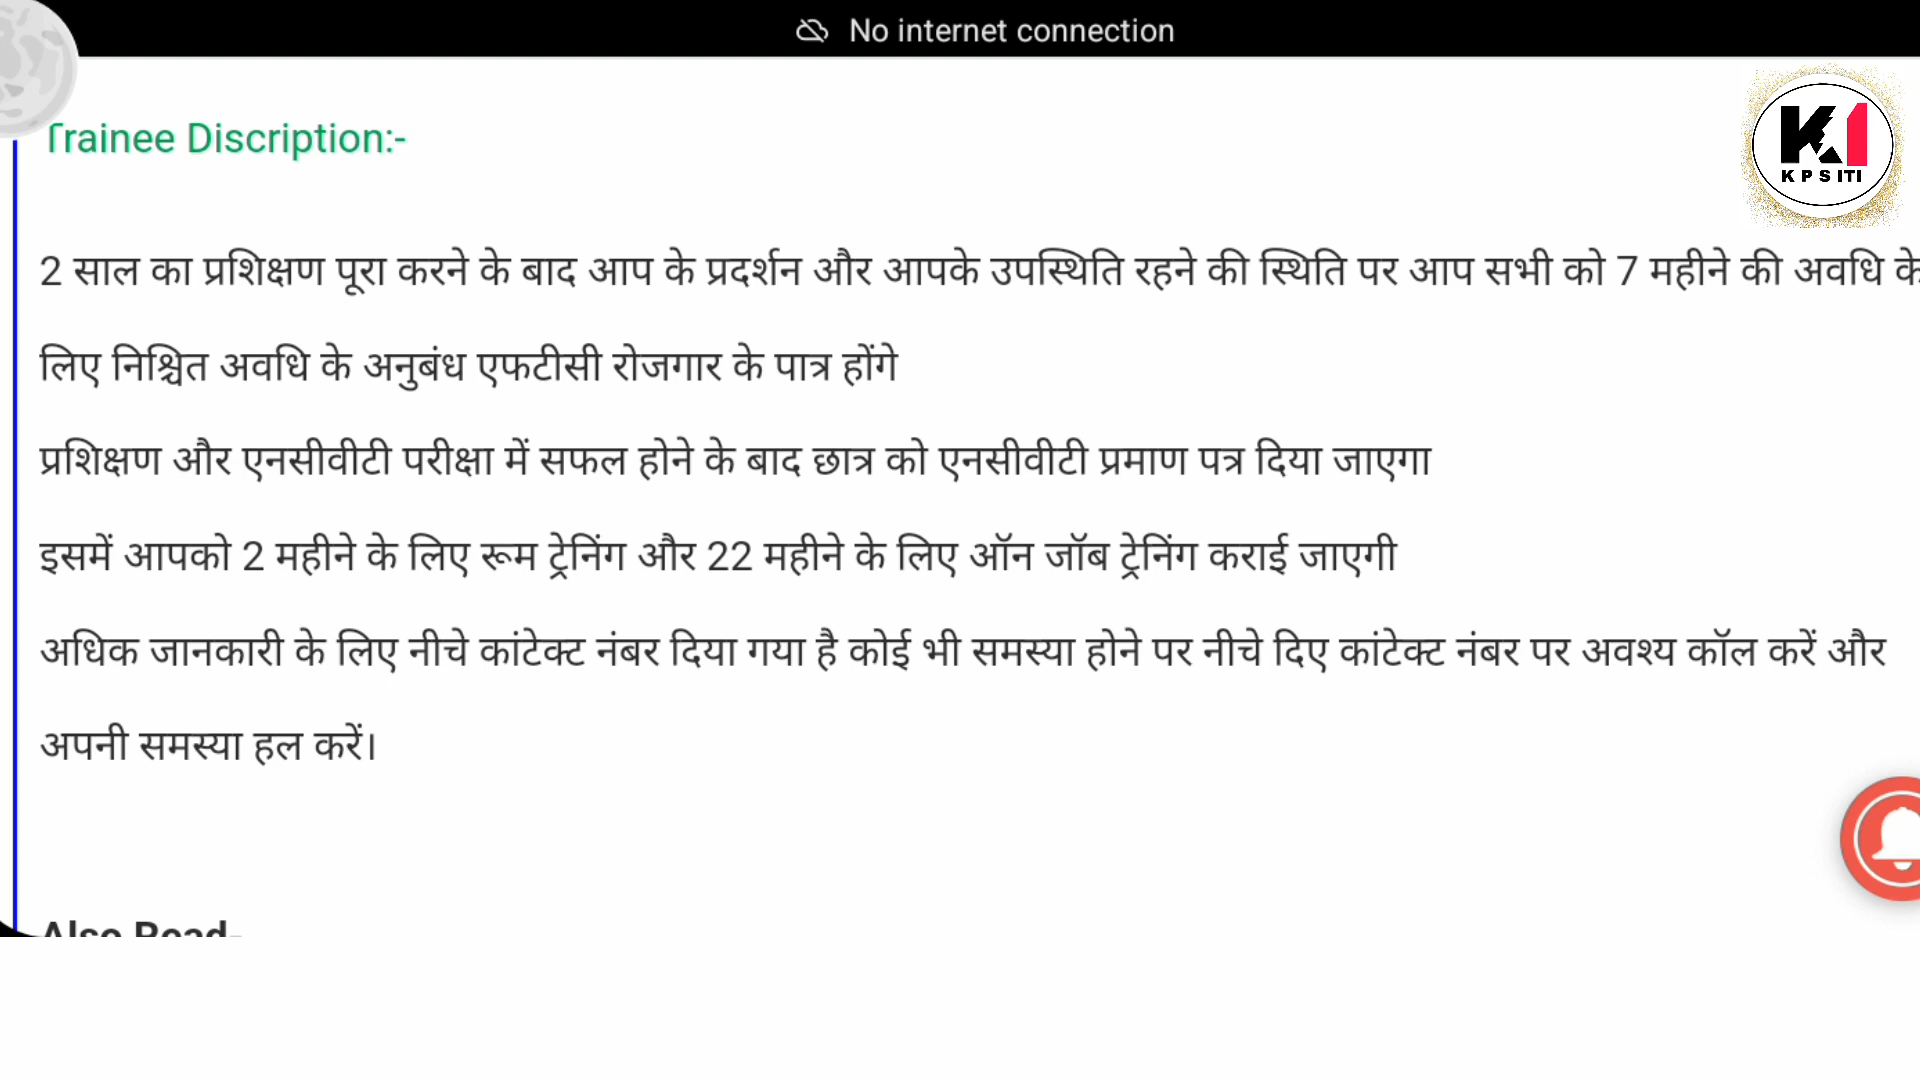 No internet connection
Trainee Discription:-
K1
K P S ITI
2 साल का प्रशिक्षण पूरा करने के बाद आप के प्रदर्शन और आपके उपस्थिति रहने की स्थिति पर आप सभी को 7 महीने की अवधि के
लिए निश्चित अवधि के अनुबंध एफटीसी रोजगार के पात्र होंगे
प्रशिक्षण और एनसीवीटी परीक्षा में सफल होने के बाद छात्र को एनसीवीटी प्रमाण पत्र दिया जाएगा
इसमें आपको 2 महीने के लिए रूम ट्रेनिंग और 22 महीने के लिए ऑन जॉब ट्रेनिंग कराई जाएगी
अधिक जानकारी के लिए नीचे कांटेक्ट नंबर दिया गया है कोई भी समस्या होने पर नीचे दिए कांटेक्ट नंबर पर अवश्य कॉल करें और
अपनी समस्या हल करें।
Also Read-